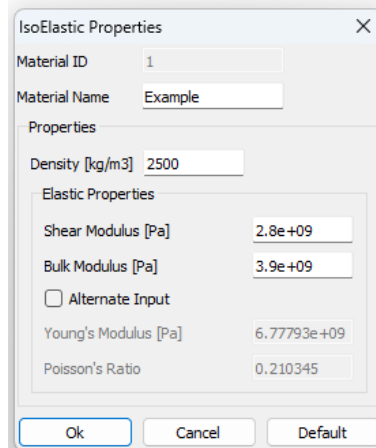 IsoElastic Properties
Material ID 1
Material Name Example
Properties
Density [kg/m3] 2500
Elastic Properties
Shear Modulus [Pa] 2.8e+09
Bulk Modulus [Pa] 3.9e+09
Alternate Input
Young's Modulus [Pa] 6.77793e+09
Poisson's Ratio 0.210345
Ok Cancel Default